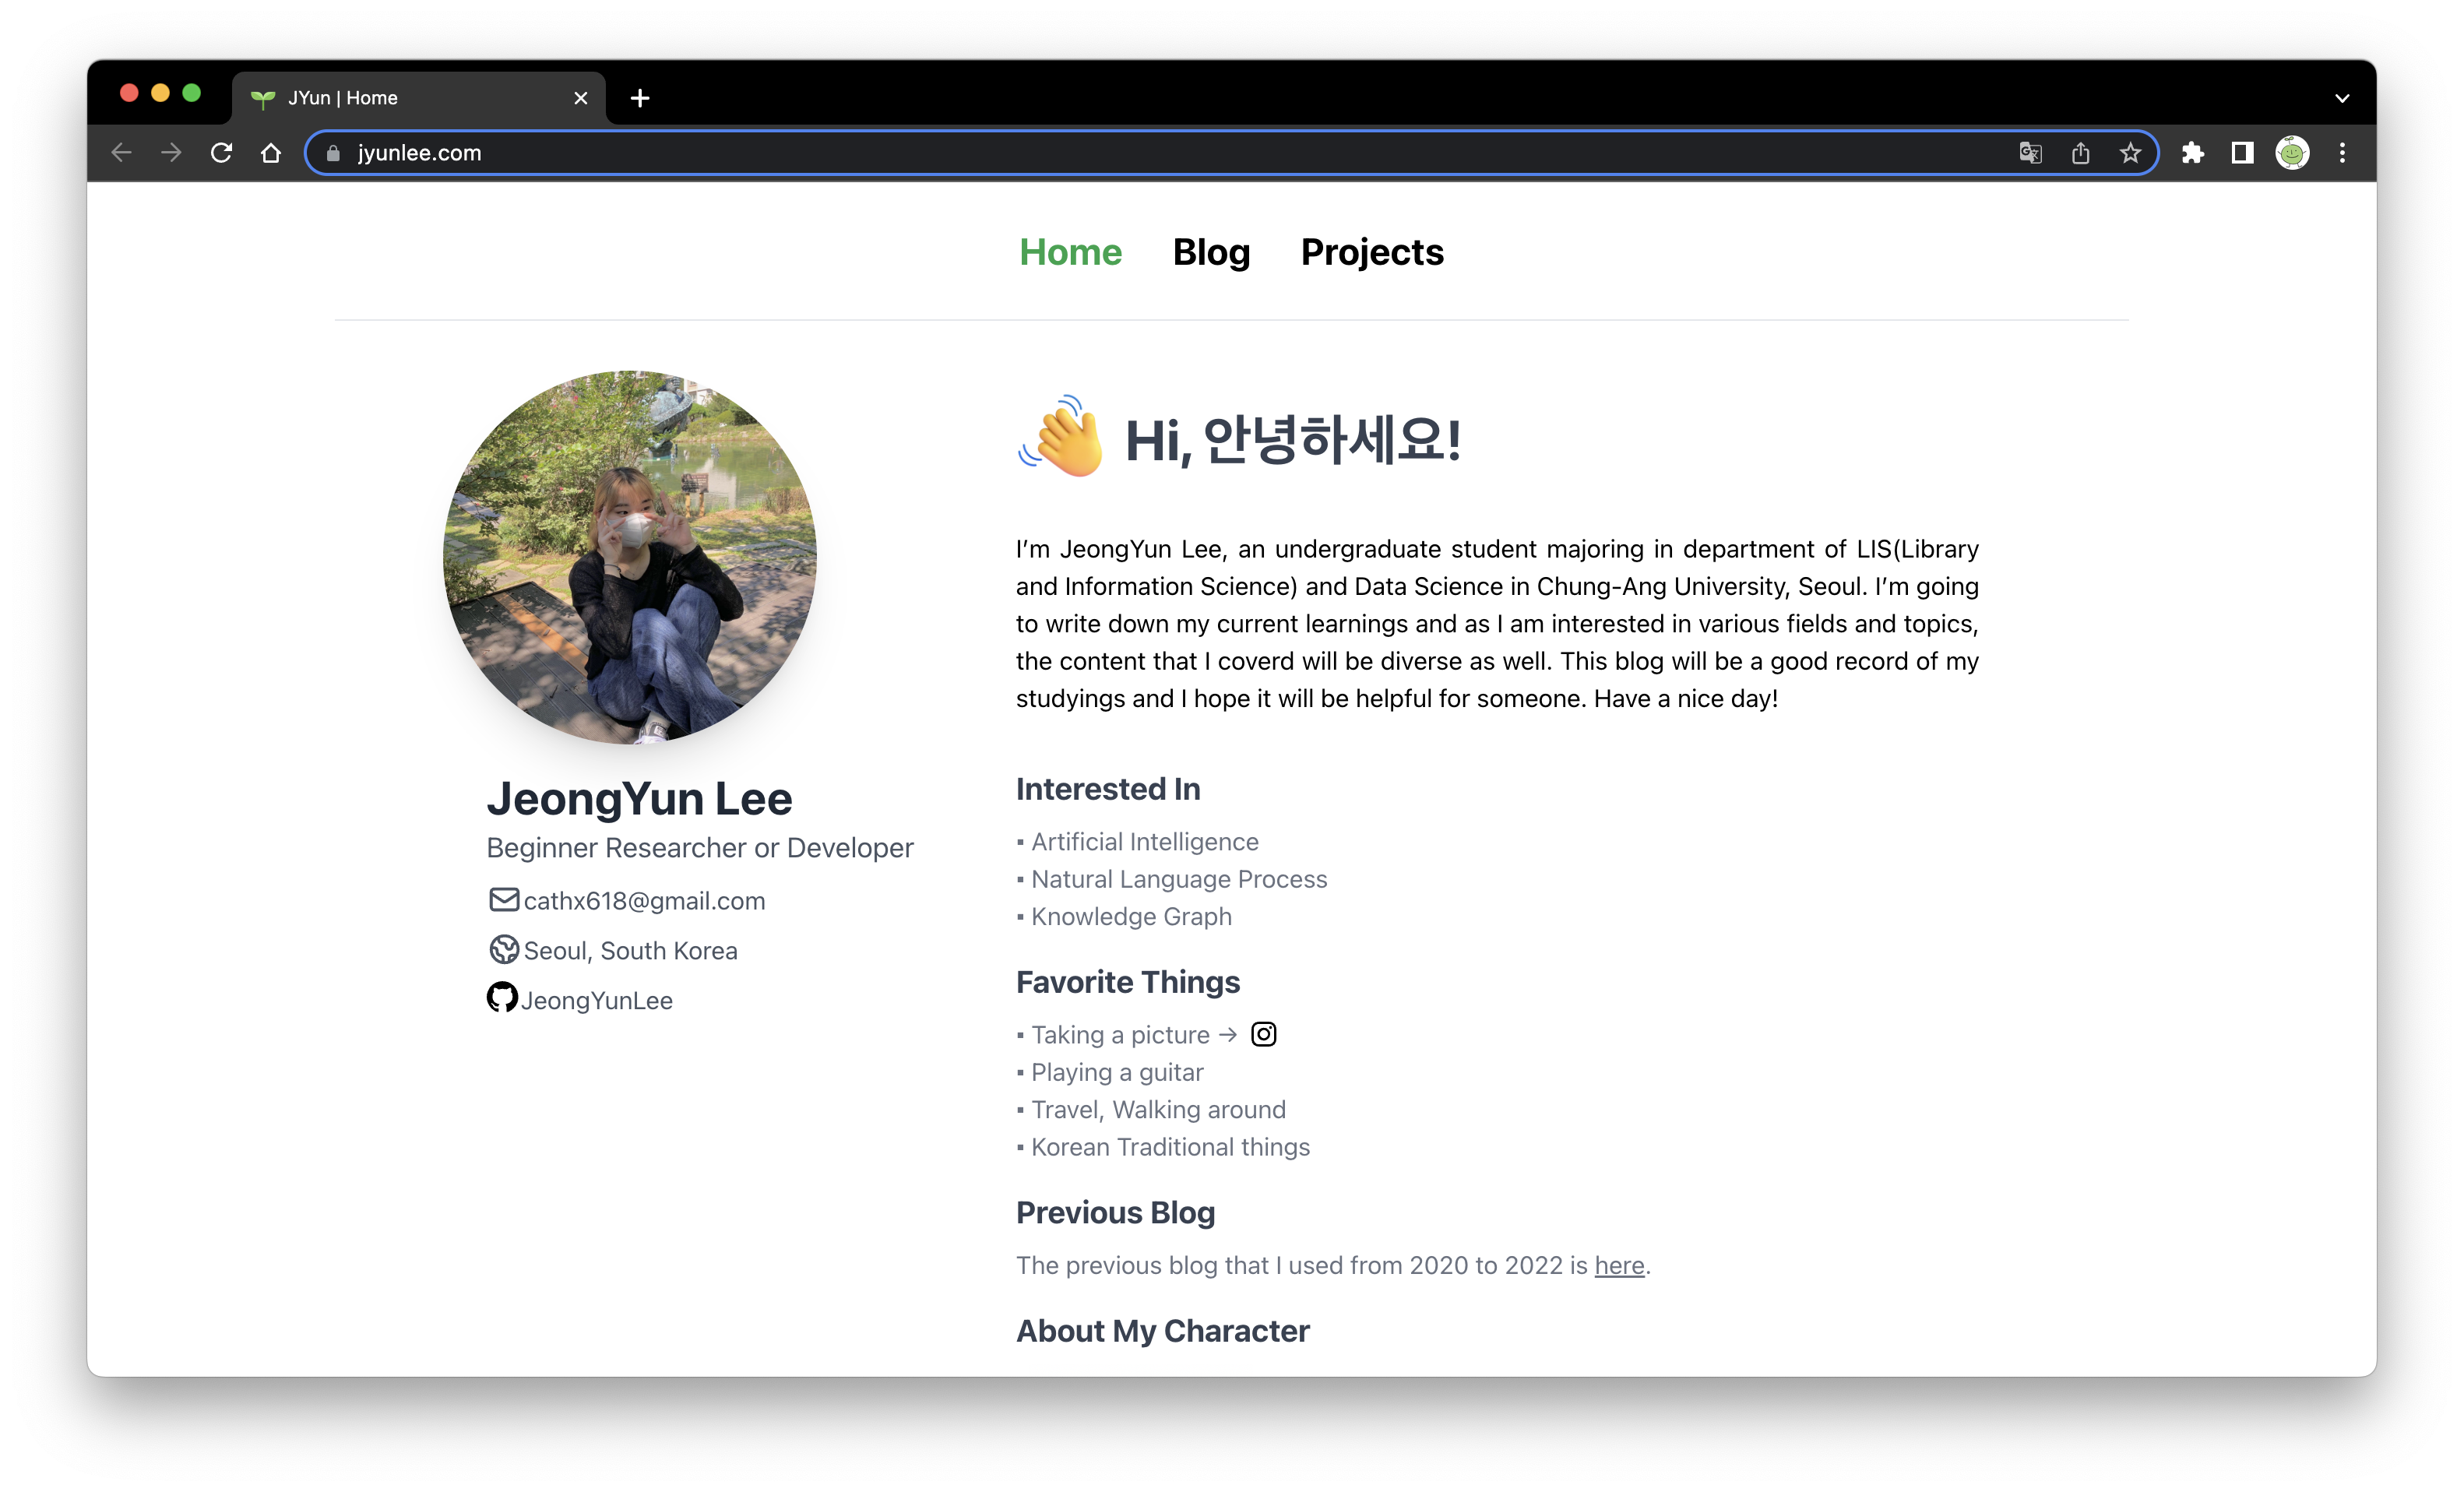 JYun | Home
jyunlee.com
Home Blog Projects
👋 Hi, 안녕하세요!
I’m JeongYun Lee, an undergraduate student majoring in department of LIS(Library
and Information Science) and Data Science in Chung-Ang University, Seoul. I’m going
to write down my current learnings and as I am interested in various fields and topics,
the content that I coverd will be diverse as well. This blog will be a good record of my
studyings and I hope it will be helpful for someone. Have a nice day!
JeongYun Lee
Beginner Researcher or Developer
cathx618@gmail.com
Seoul, South Korea
JeongYunLee
Interested In
▪ Artificial Intelligence
▪ Natural Language Process
▪ Knowledge Graph
Favorite Things
▪ Taking a picture →
▪ Playing a guitar
▪ Travel, Walking around
▪ Korean Traditional things
Previous Blog
The previous blog that I used from 2020 to 2022 is here.
About My Character